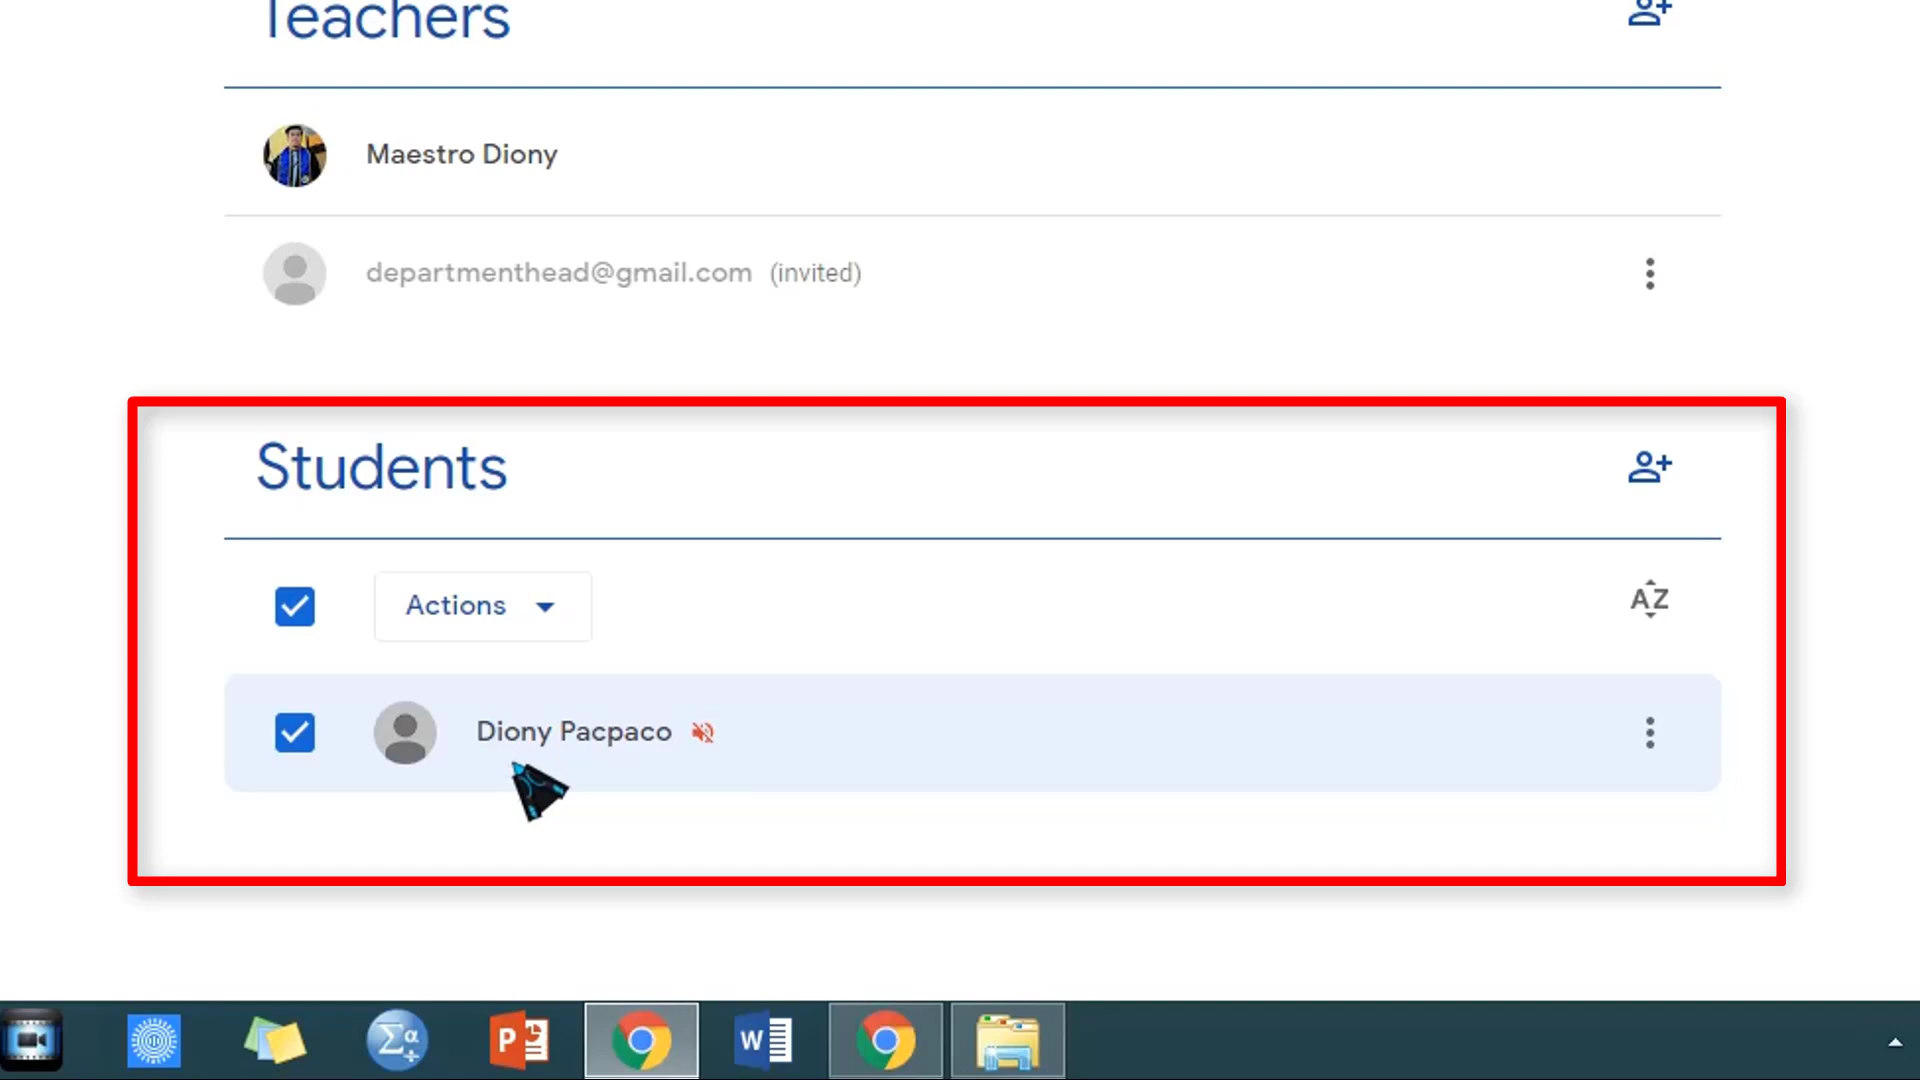 Teachers
Maestro Diony
departmenthead@gmail.com (invited)
Students
Actions
AZ
Diony Pacpaco